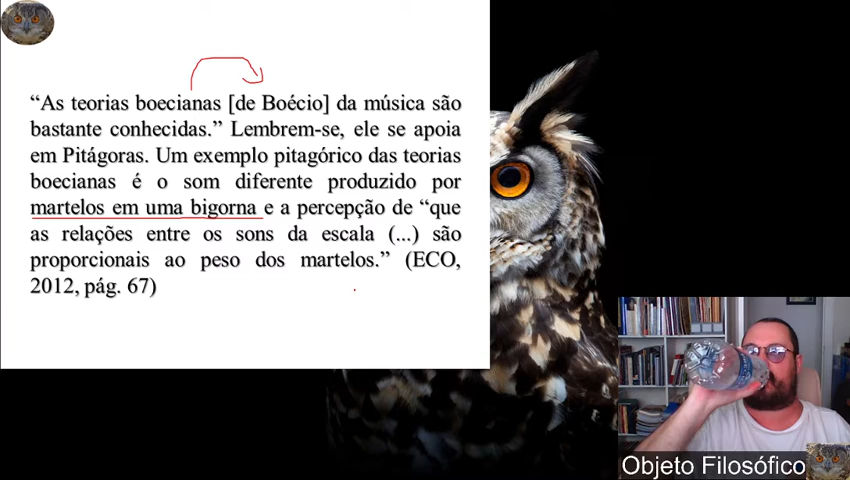 “As teorias boecianas [de Boécio] da música são
bastante conhecidas.” Lembrem-se, ele se apoia
em Pitágoras. Um exemplo pitagórico das teorias
boecianas é o som diferente produzido por
martelos em uma bigorna e a percepção de “que
as relações entre os sons da escala (...) são
proporcionais ao peso dos martelos.” (ECO,
2012, pág. 67)
Objeto Filosófico